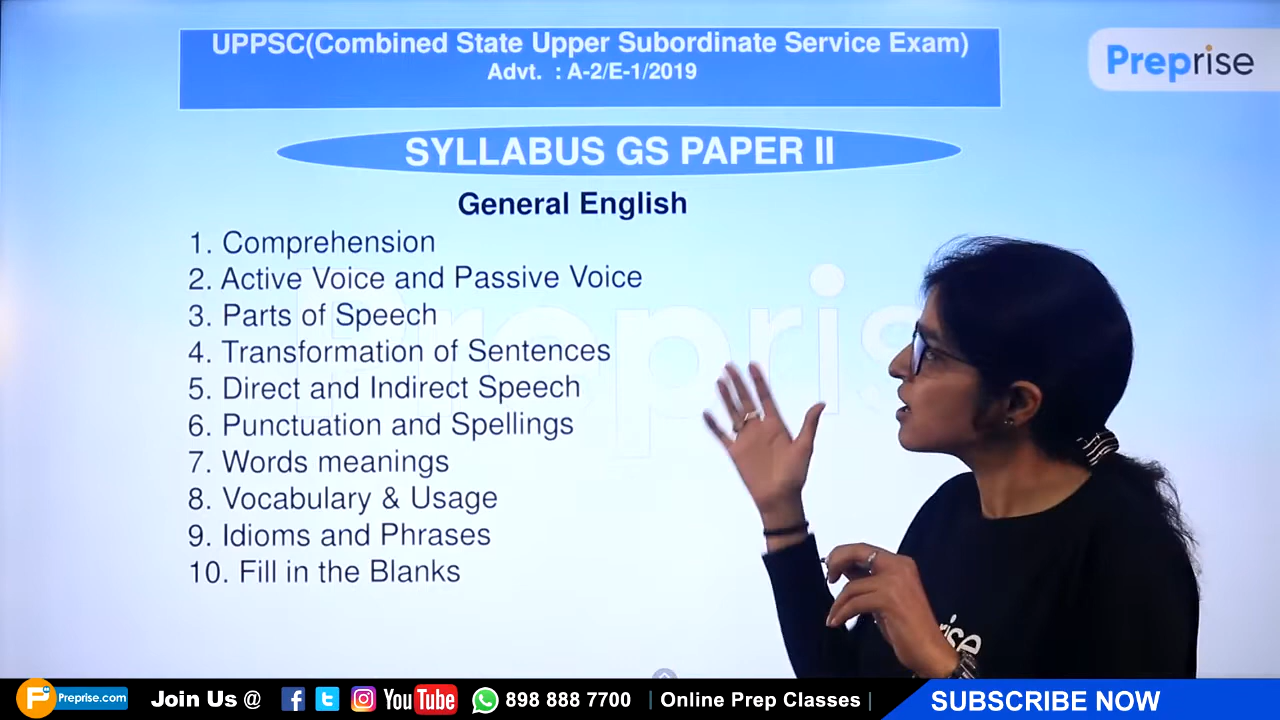 UPPSC(Combined State Upper Subordinate Service Exam)
Advt. : A-2/E-1/2019
Preprise
SYLLABUS GS PAPER II
General English
1. Comprehension
2. Active Voice and Passive Voice
3. Parts of Speech
4. Transformation of Sentences
5. Direct and Indirect Speech
6. Punctuation and Spellings
7. Words meanings
8. Vocabulary & Usage
9. Idioms and Phrases
10. Fill in the Blanks
Preprise
rise
P Preprise.com Join Us @ YouTube 898 888 7700 | Online Prep Classes | SUBSCRIBE NOW